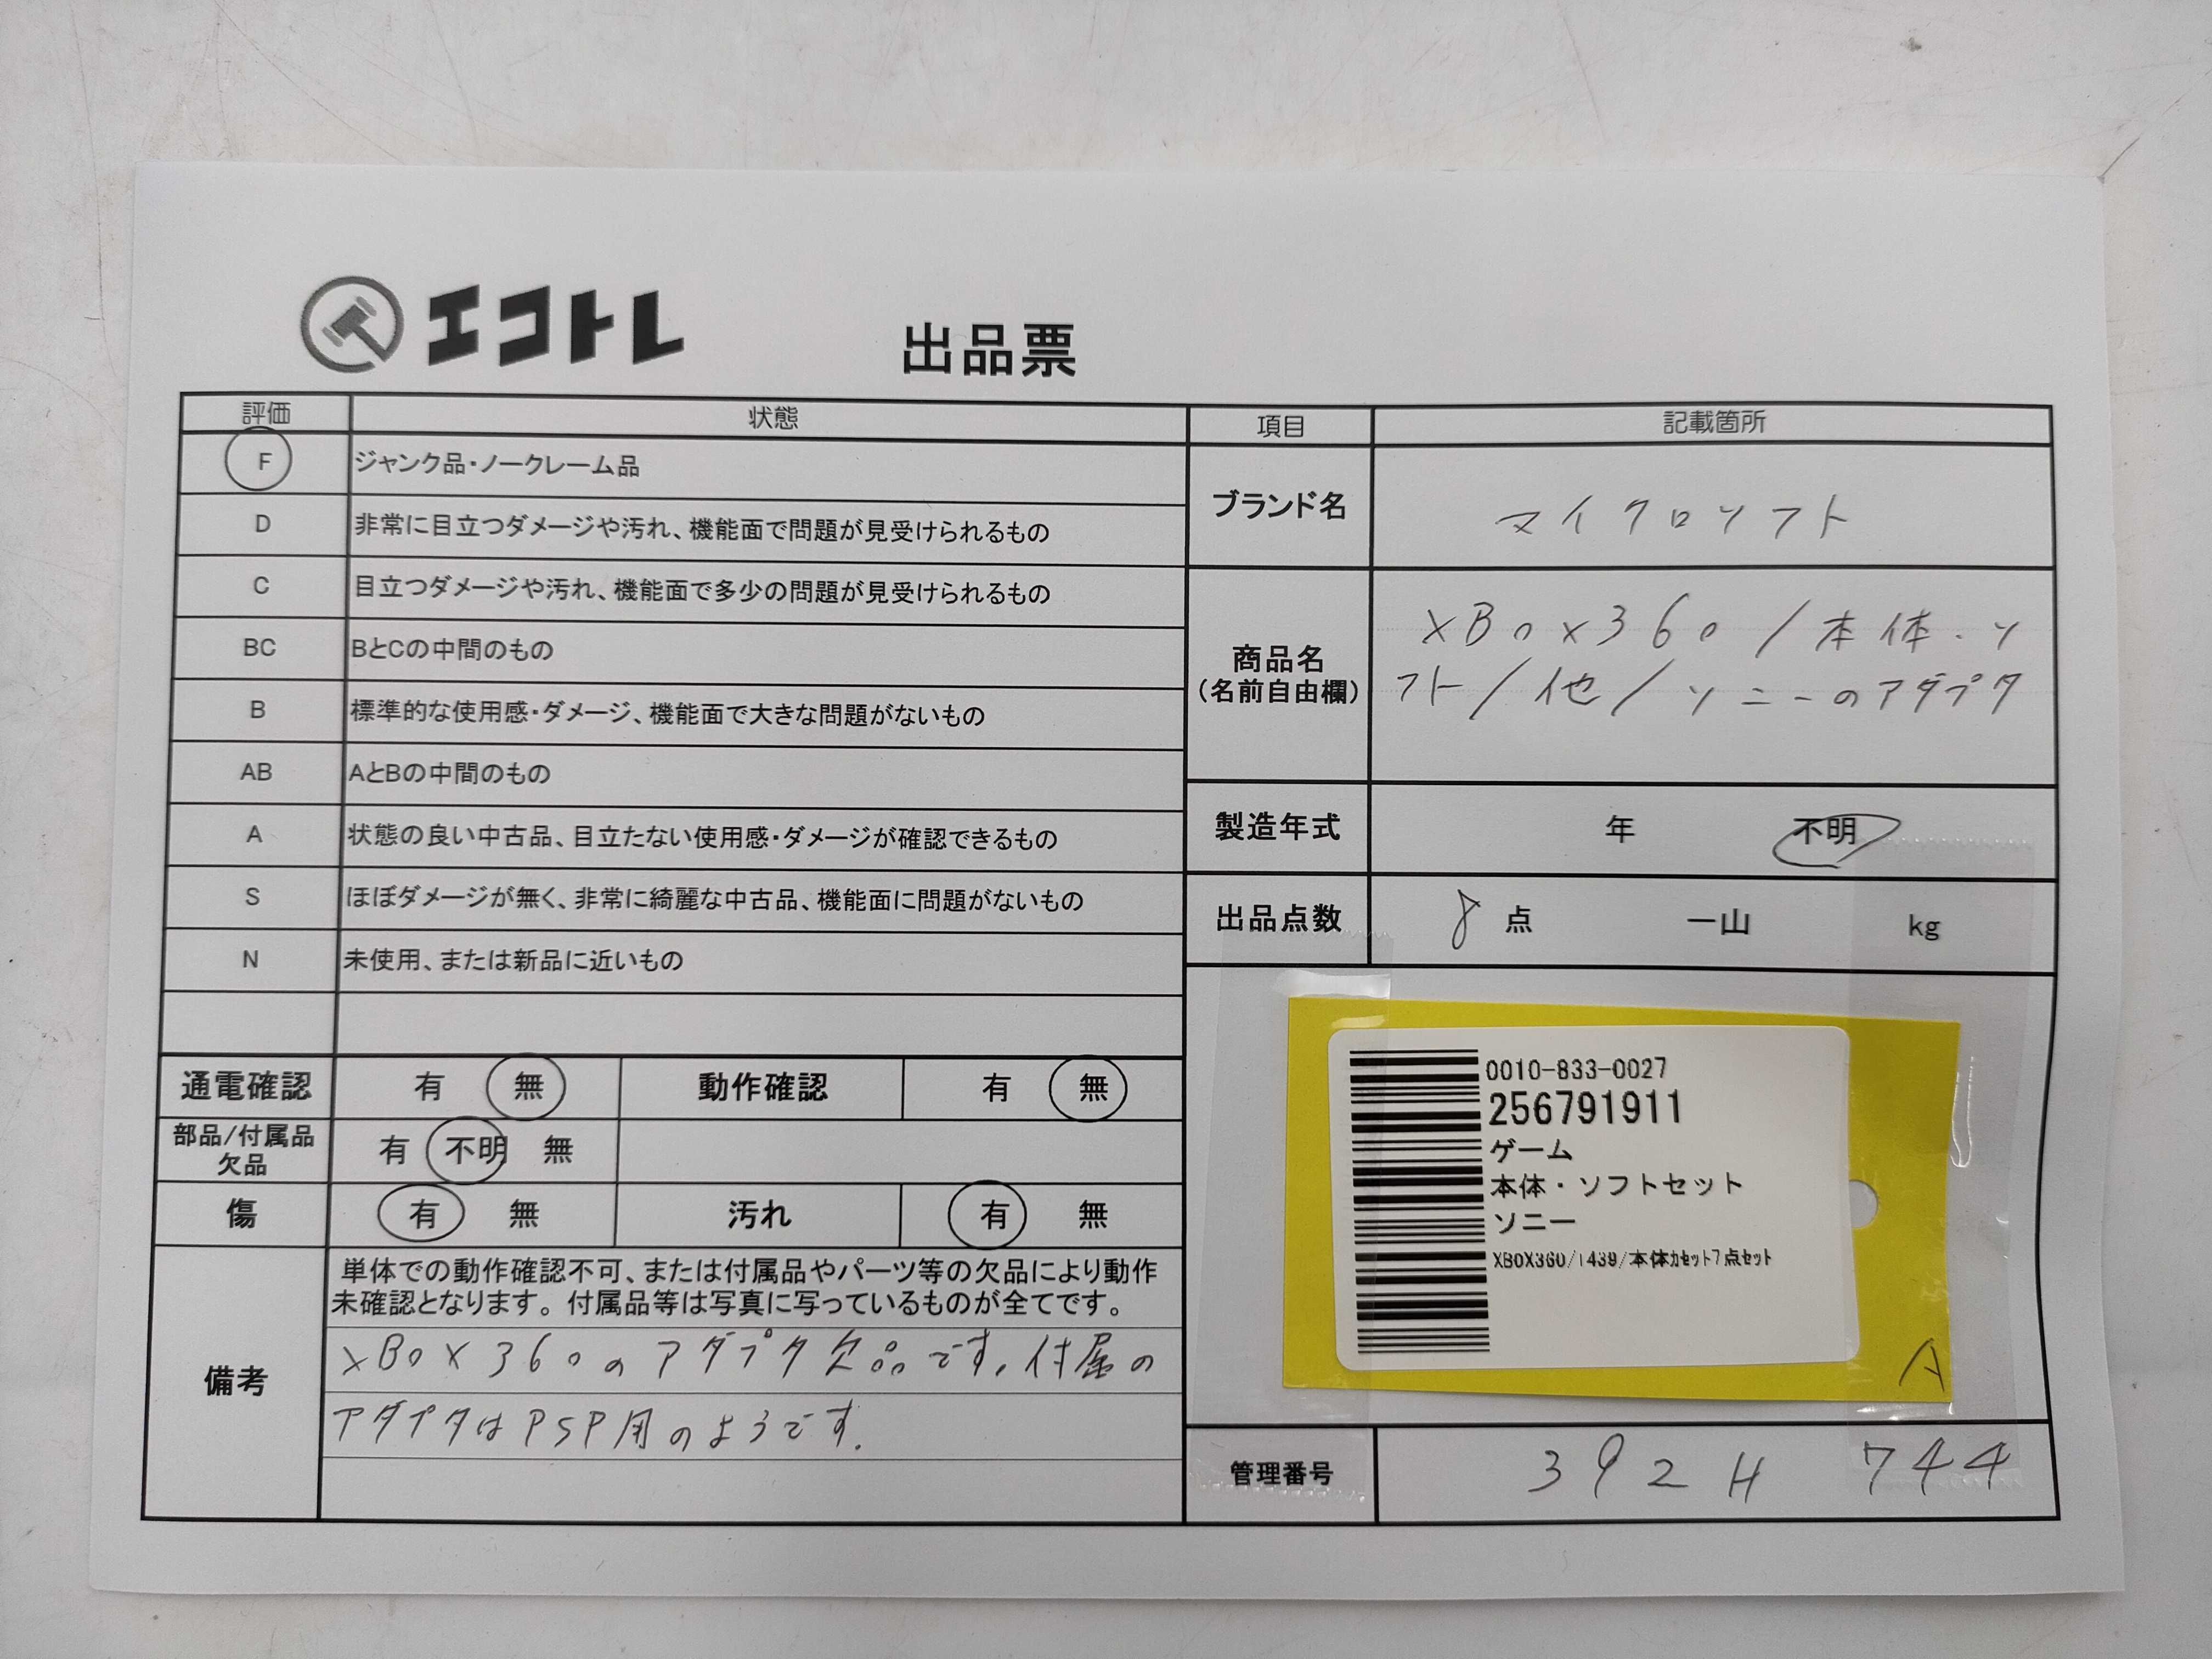 エコトレ
出品票
評価 状態
F ジャンク品・ノークレーム品
D 非常に目立つダメージや汚れ、機能面で問題が見受けられるもの
C 目立つダメージや汚れ、機能面で多少の問題が見受けられるもの
BC BとCの中間のもの
B 標準的な使用感・ダメージ、機能面で大きな問題がないもの
AB AとBの中間のもの
A 状態の良い中古品、目立たない使用感・ダメージが確認できるもの
S ほぼダメージが無く、非常に綺麗な中古品、機能面に問題がないもの
N 未使用、または新品に近いもの
通電確認 有 無 動作確認 有 無
部品/付属品
欠品
有 不明 無
傷 有 無 汚れ 有 無
備考
単体での動作確認不可、または付属品やパーツ等の欠品により動作
未確認となります。付属品等は写真に写っているものが全てです。
XBOX360のアダプタ欠品です。付属の
アダプタはPSP用のようです。
項目 記載箇所
ブランド名 マイクロソフト
商品名
(名前自由欄)
XBOX360/本体・ソ
フト/他/ソニーのアダプタ
製造年式 年 不明
出品点数 8 点 一山 kg
0010-833-0027
256791911
ゲーム
本体・ソフトセット
ソニー
XBOX360/1439/本体ｶｾｯﾄ7点ｾｯﾄ
A
管理番号 392H 744